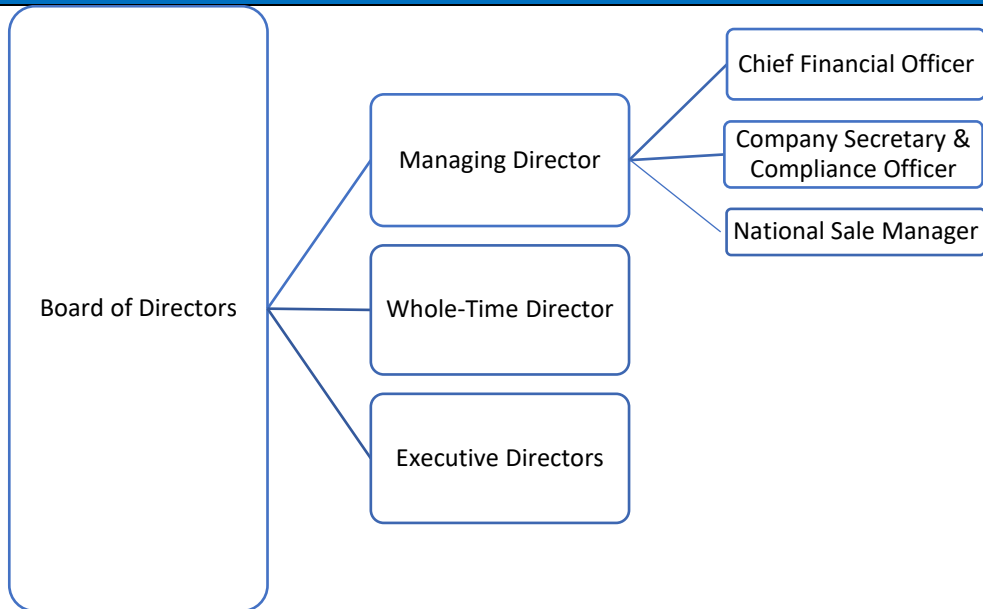 Board of Directors
Managing Director
Whole-Time Director
Executive Directors
Chief Financial Officer
Company Secretary &
Compliance Officer
National Sale Manager